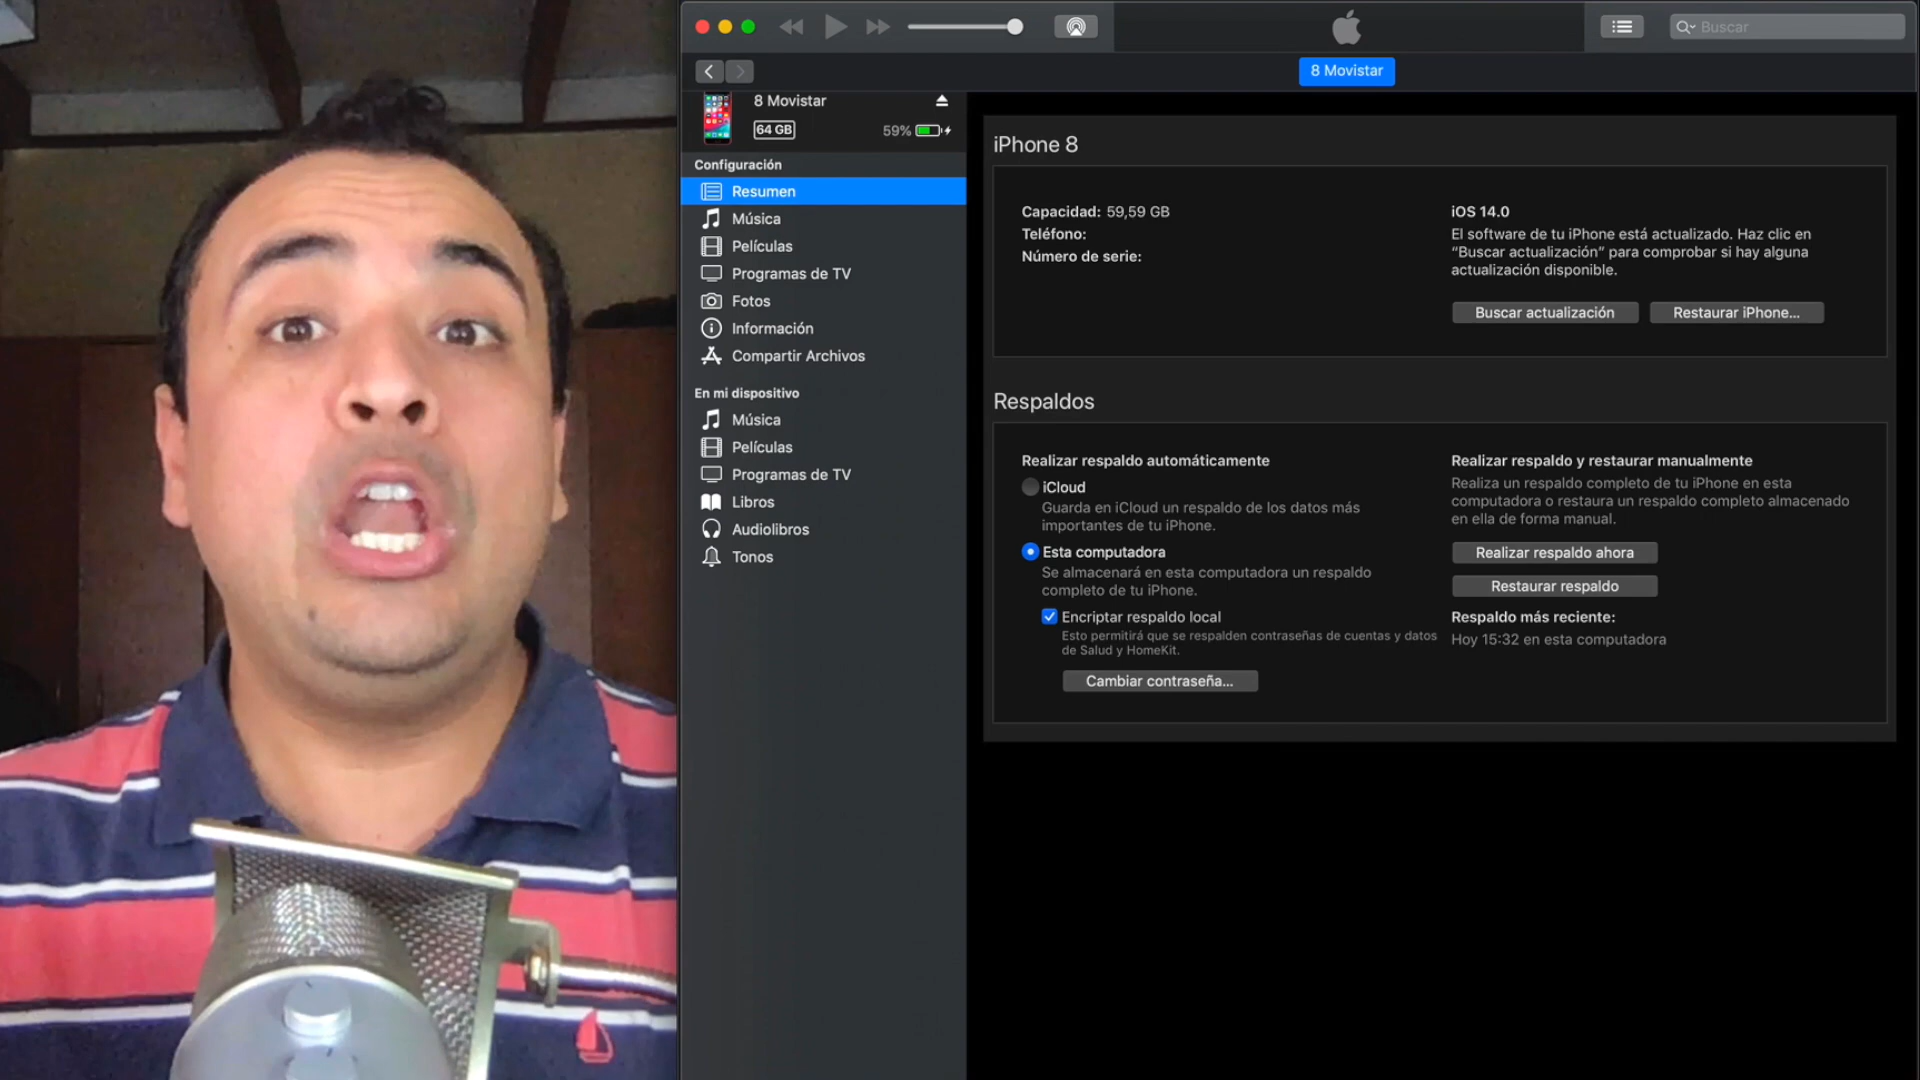 Buscar
8 Movistar
8 Movistar
64 GB
59%
Configuración
Resumen
Música
Películas
Programas de TV
Fotos
Información
Compartir Archivos
En mi dispositivo
Música
Películas
Programas de TV
Libros
Audiolibros
Tonos
iPhone 8
Capacidad: 59,59 GB
Teléfono:
Número de serie:
iOS 14.0
El software de tu iPhone está actualizado. Haz clic en
“Buscar actualización” para comprobar si hay alguna
actualización disponible.
Buscar actualización
Restaurar iPhone...
Respaldos
Realizar respaldo automáticamente
iCloud
Guarda en iCloud un respaldo de los datos más
importantes de tu iPhone.
Esta computadora
Se almacenará en esta computadora un respaldo
completo de tu iPhone.
Encriptar respaldo local
Esto permitirá que se respalden contraseñas de cuentas y datos
de Salud y HomeKit.
Cambiar contraseña...
Realizar respaldo y restaurar manualmente
Realiza un respaldo completo de tu iPhone en esta
computadora o restaura un respaldo completo almacenado
en ella de forma manual.
Realizar respaldo ahora
Restaurar respaldo
Respaldo más reciente:
Hoy 15:32 en esta computadora